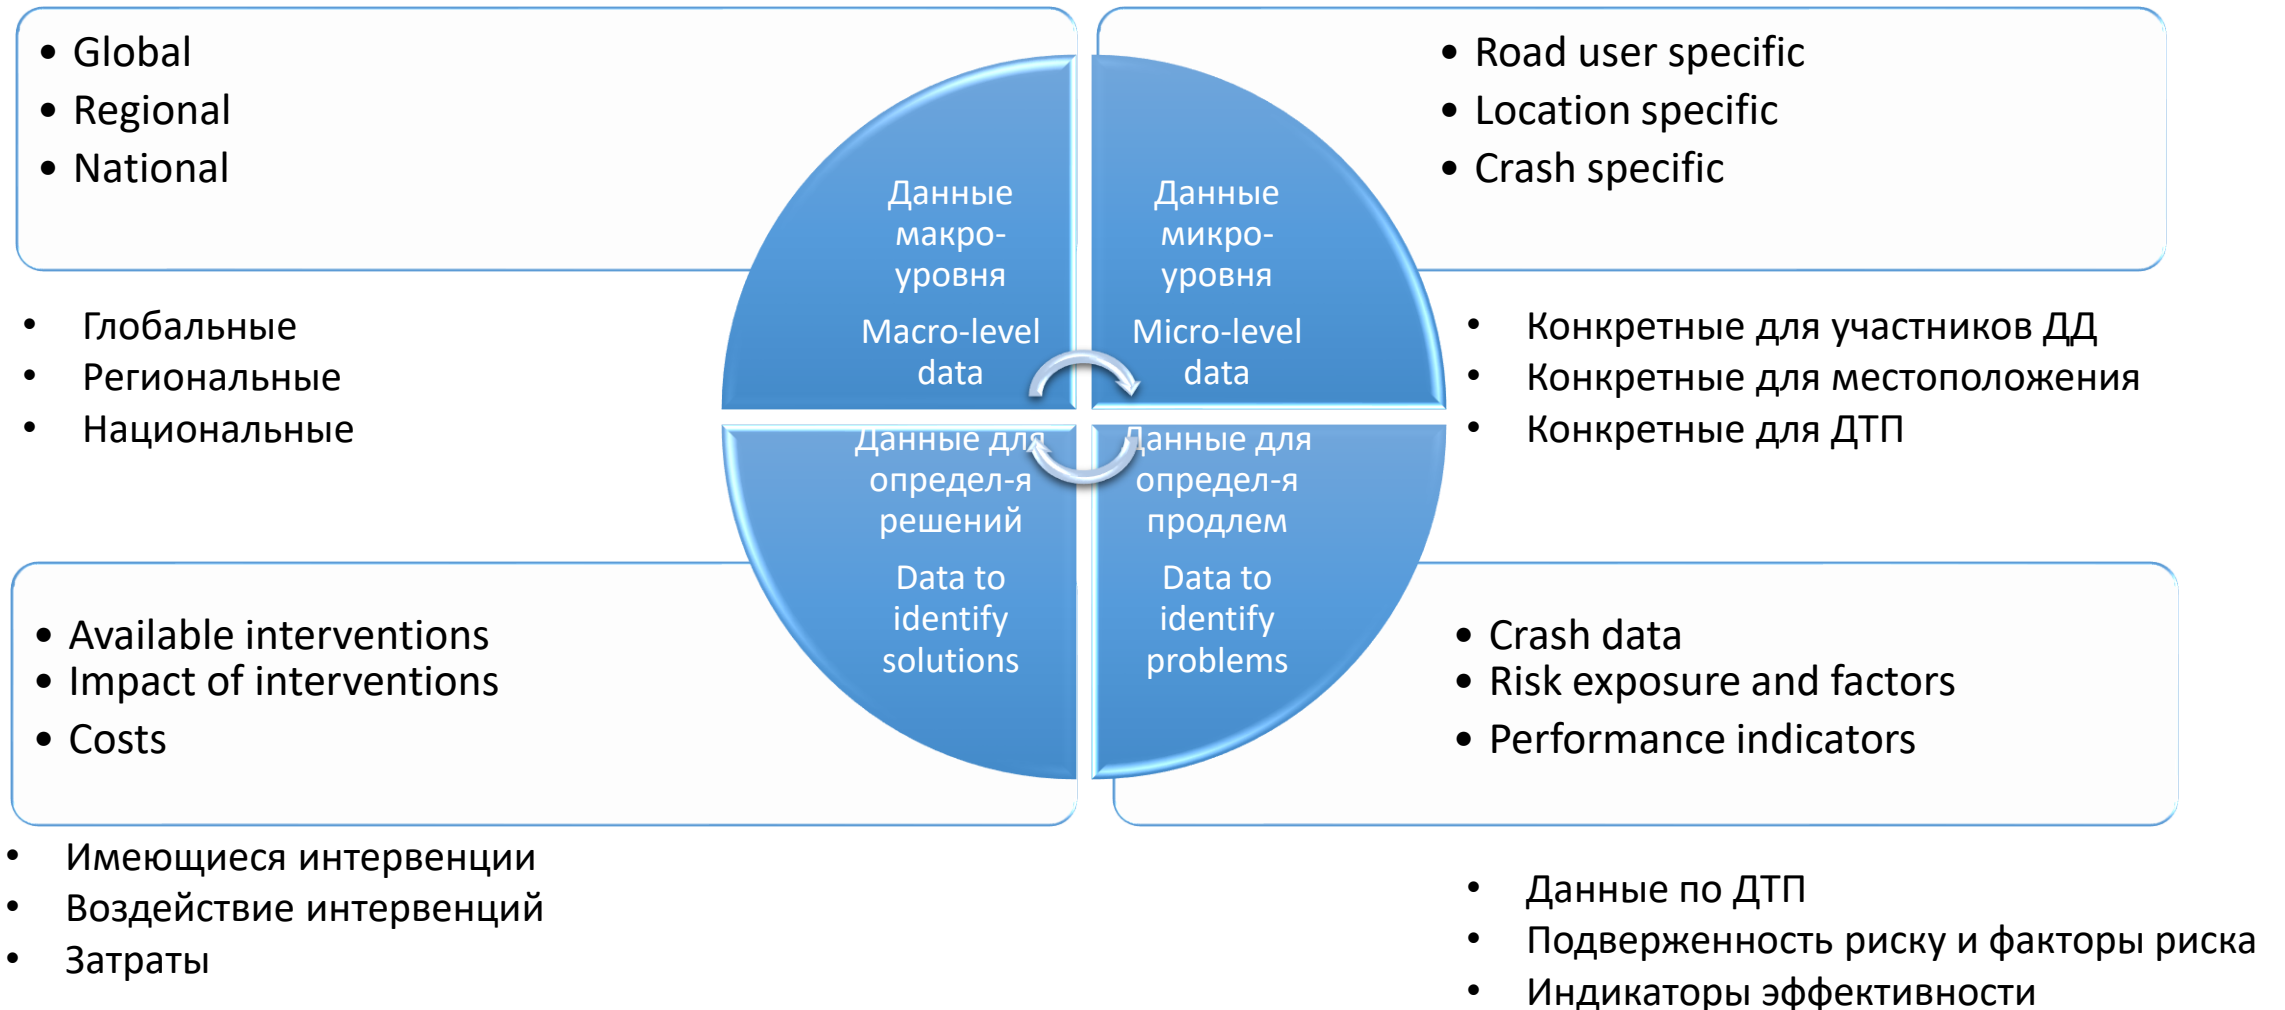 • Global
• Regional
• National
• Road user specific
• Location specific
• Crash specific
Данные
макро-
уровня
Macro-level
data
Данные
микро-
уровня
Micro-level
data
• Глобальные
• Региональные
• Национальные
• Конкретные для участников ДД
• Конкретные для местоположения
• Конкретные для ДТП
Данные для
определ-я
решений
Data to
identify
solutions
Данные для
определ-я
продлем
Data to
identify
problems
• Available interventions
• Impact of interventions
• Costs
• Crash data
• Risk exposure and factors
• Performance indicators
• Имеющиеся интервенции
• Воздействие интервенций
• Затраты
• Данные по ДТП
• Подверженность риску и факторы риска
• Индикаторы эффективности